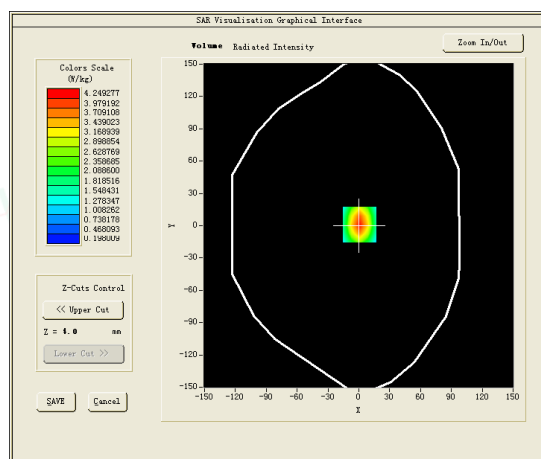 SAR Visualisation Graphical Interface
Volume Radiated Intensity
Zoom In/Out
Colors Scale
(W/kg)
4.249277
3.979192
3.709108
3.439023
3.168939
2.898854
2.628769
2.358685
2.088600
1.818516
1.548431
1.278347
1.008262
0.738178
0.468093
0.198009
Z-Cuts Control
<< Upper Cut
Z = 4.0 mm
Lower Cut >>
SAVE Cancel
150
120
90
60
30
0
-30
-60
-90
-120
-150
Y
-150 -120 -90 -60 -30 0 30 60 90 120 150
X